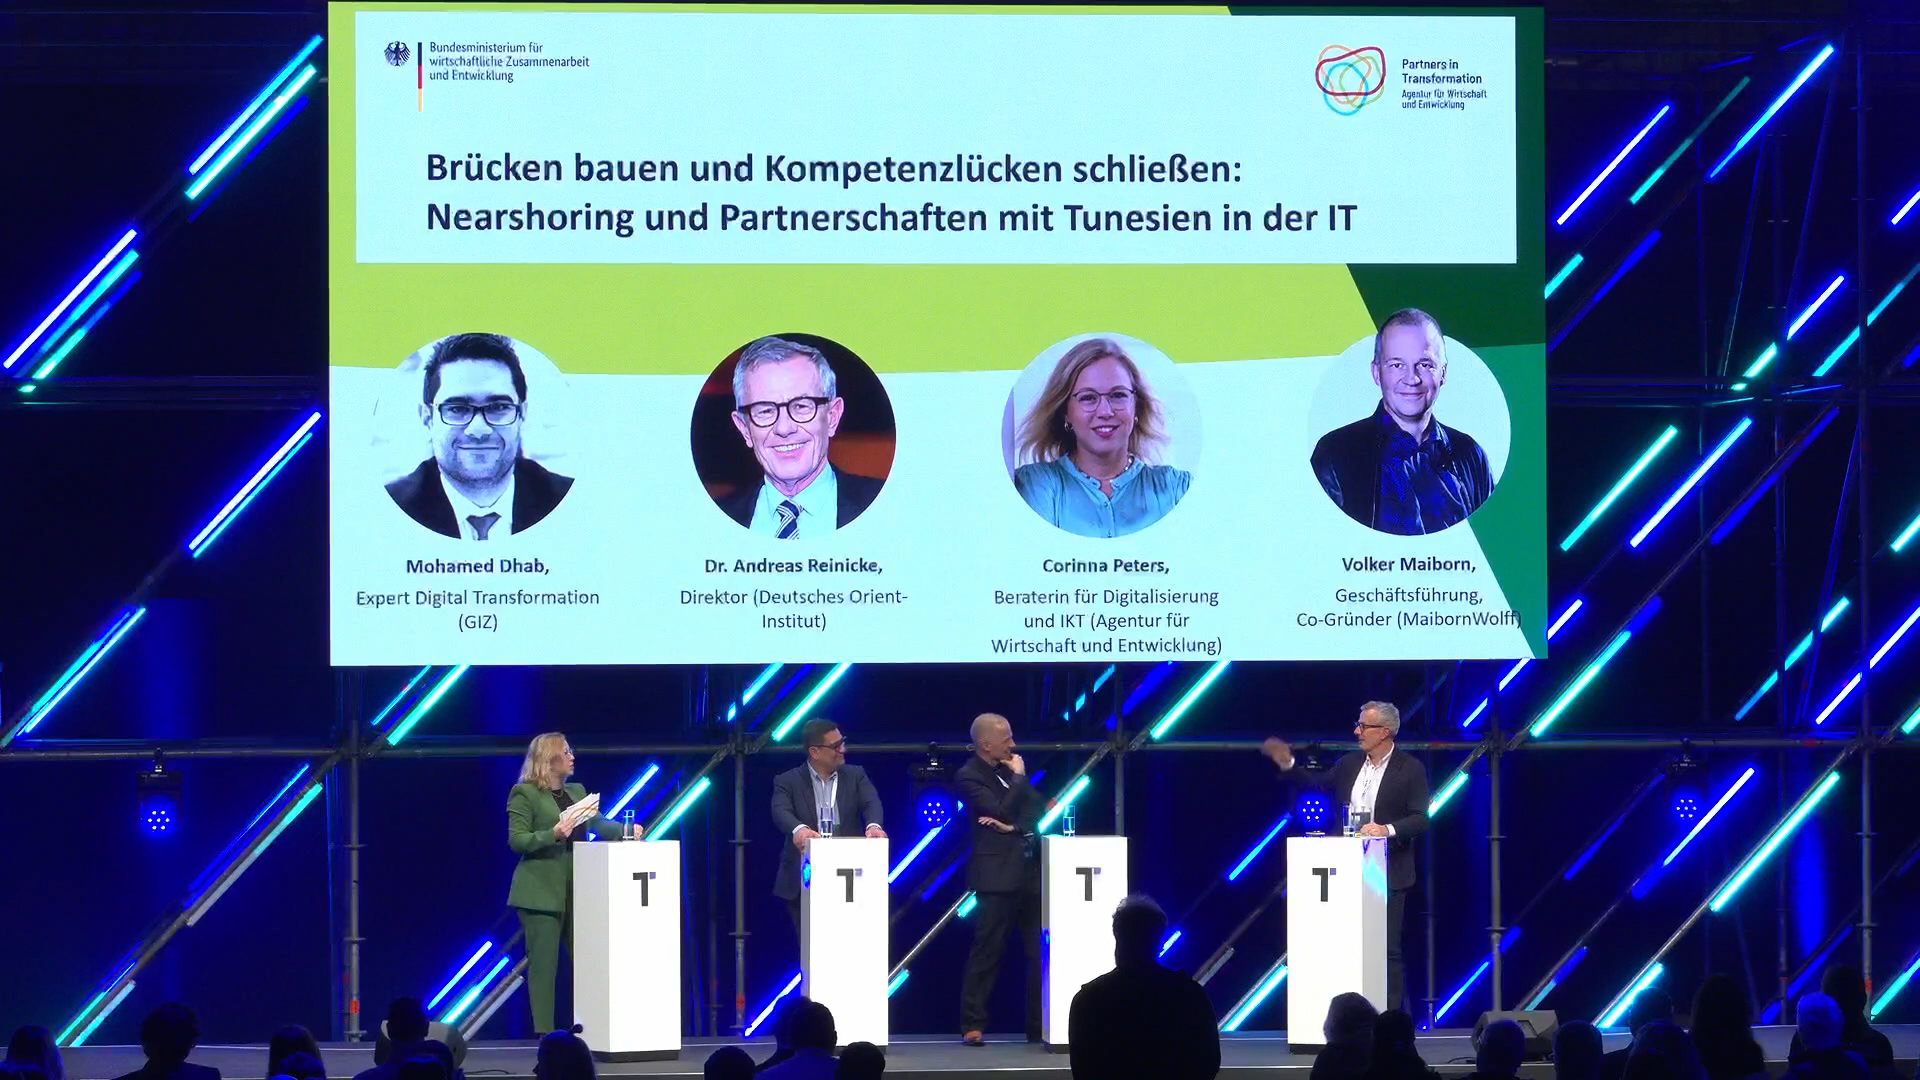 Bundesministerium für
wirtschaftliche Zusammenarbeit
und Entwicklung
Partners in
Transformation
Agentur für Wirtschaft
und Entwicklung
Brücken bauen und Kompetenzlücken schließen:
Nearshoring und Partnerschaften mit Tunesien in der IT
Mohamed Dhab,
Expert Digital Transformation
(GIZ)
Dr. Andreas Reinicke,
Direktor (Deutsches Orient-
Institut)
Corinna Peters,
Beraterin für Digitalisierung
und IKT (Agentur für
Wirtschaft und Entwicklung)
Volker Maiborn,
Geschäftsführung,
Co-Gründer (MaibornWolff)
T
T
T
T